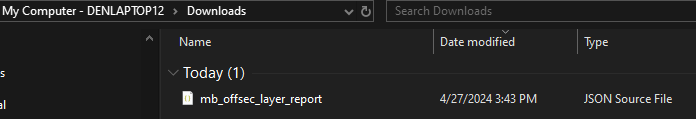 My Computer - DENLAPTOP12 > Downloads
Search Downloads
Name Date modified Type
Today (1)
mb_offsec_layer_report 4/27/2024 3:43 PM JSON Source File
s
al